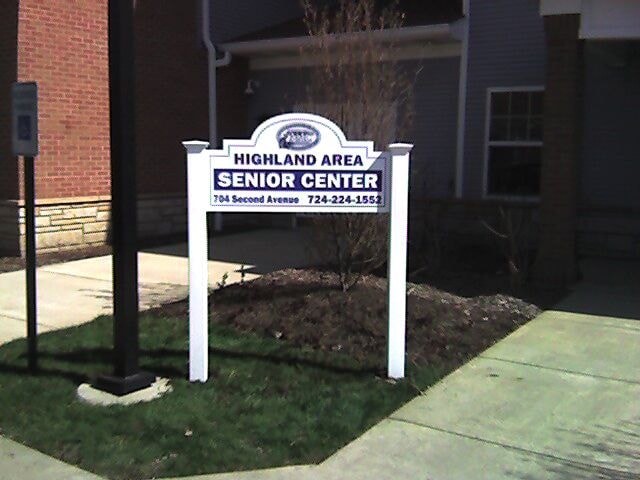 HIGHLAND AREA
SENIOR CENTER
704 Second Avenue 724-224-1552